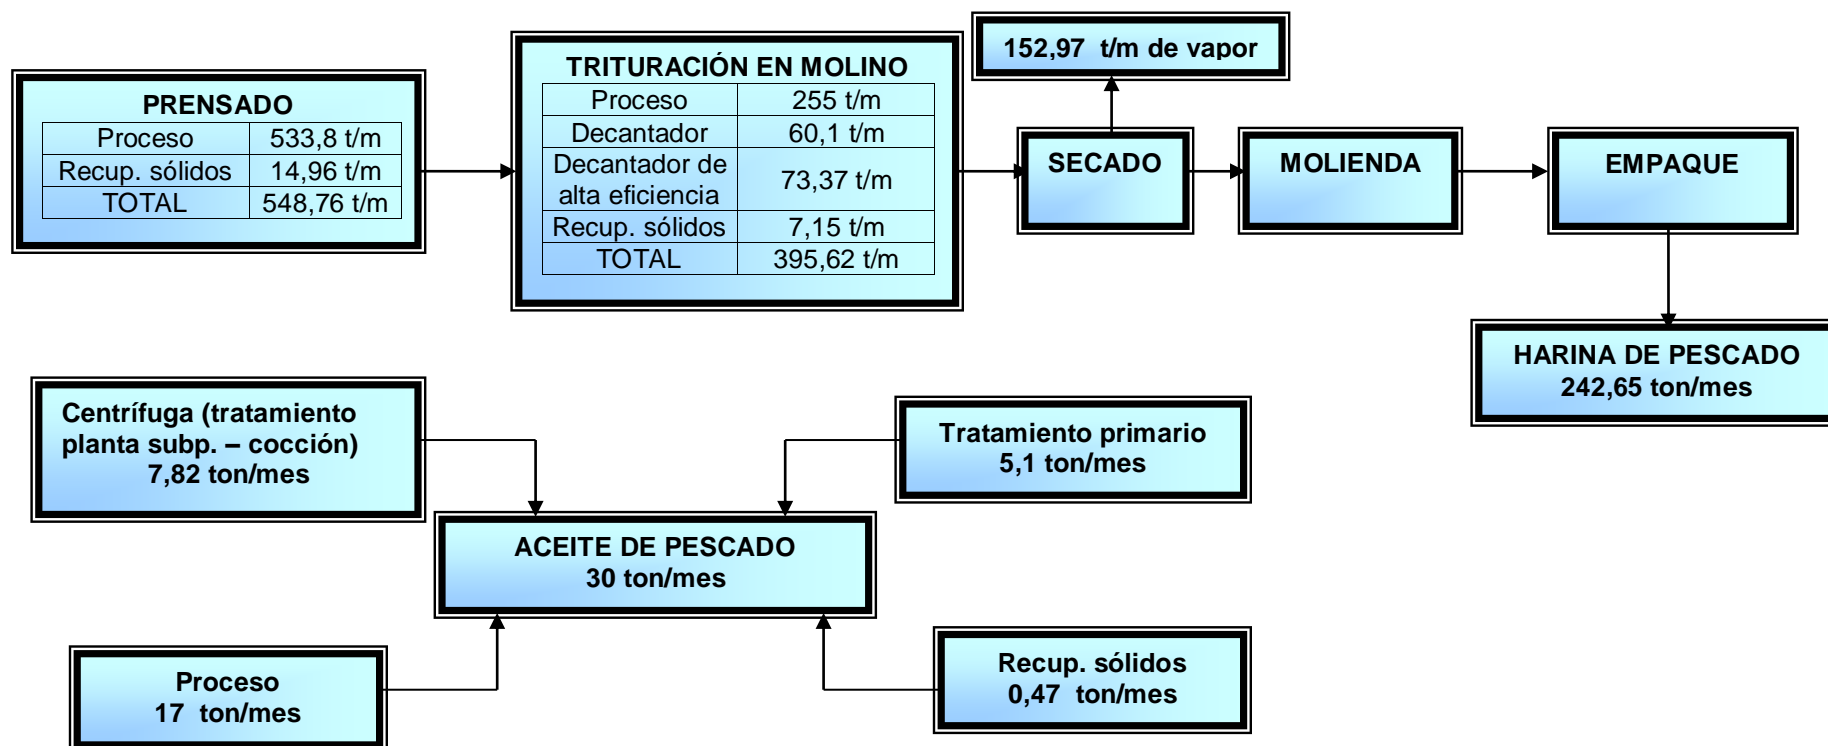 152,97 t/m de vapor
PRENSADO
Proceso 533,8 t/m
Recup. sólidos 14,96 t/m
TOTAL 548,76 t/m
TRITURACIÓN EN MOLINO
Proceso 255 t/m
Decantador 60,1 t/m
Decantador de
alta eficiencia 73,37 t/m
Recup. sólidos 7,15 t/m
TOTAL 395,62 t/m
SECADO
MOLIENDA
EMPAQUE
HARINA DE PESCADO
242,65 ton/mes
Centrífuga (tratamiento
planta subp. – cocción)
7,82 ton/mes
Tratamiento primario
5,1 ton/mes
ACEITE DE PESCADO
30 ton/mes
Proceso
17 ton/mes
Recup. sólidos
0,47 ton/mes